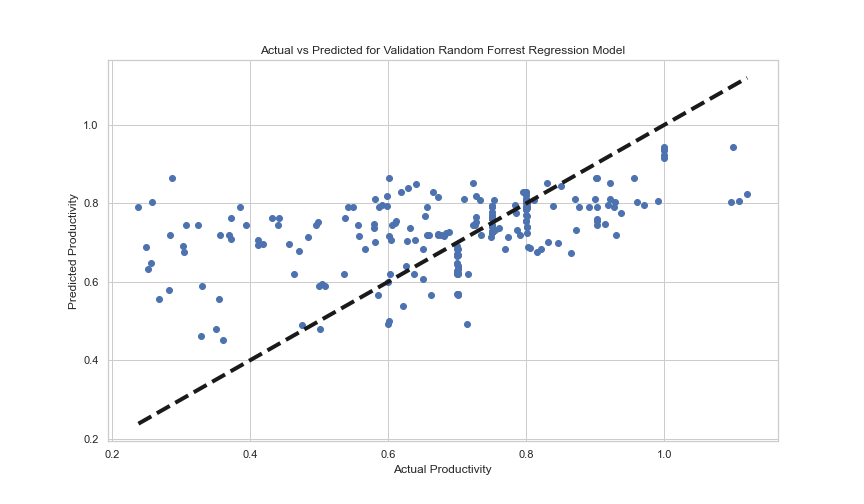 Actual vs Predicted for Validation Random Forrest Regression Model
1.0
0.8
0.6
0.4
0.2
Predicted Productivity
0.2 0.4 0.6 0.8 1.0
Actual Productivity